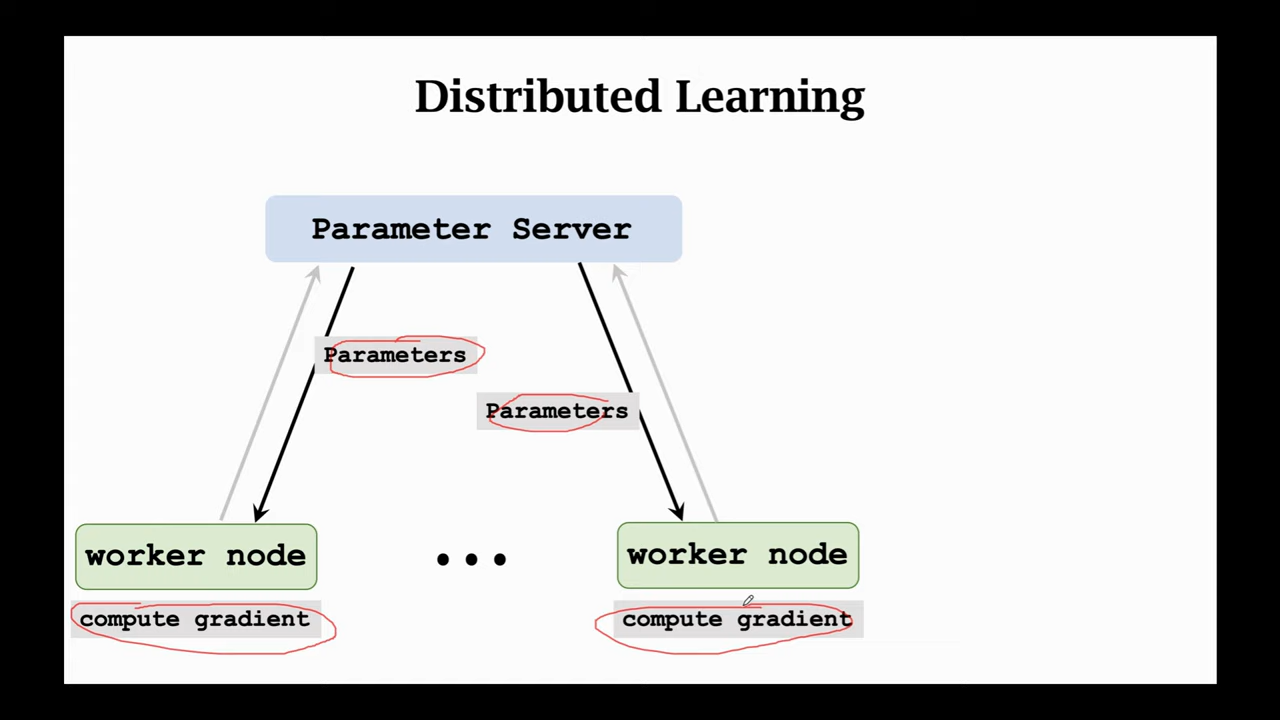 Distributed Learning
Parameter Server
Parameters
Parameters
worker node
...
worker node
compute gradient
compute gradient